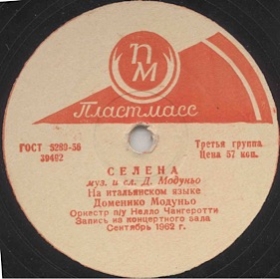 ПМ
Пластмасс
ГОСТ 5289-56
39462
Третья группа
Цена 57 коп.
СЕЛЕНА
муз. и сл. Д. Модуньо
На итальянском языке
Доменико Модуньо
Оркестр п/у Нелло Чангеротти
Запись из концертного зала
Сентябрь 1962 г.